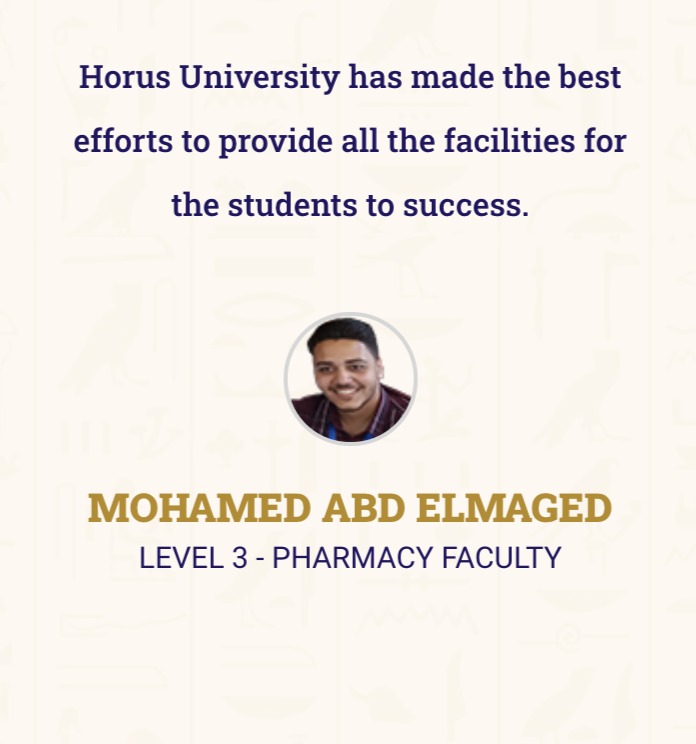 Horus University has made the best
efforts to provide all the facilities for
the students to success.
MOHAMED ABD ELMAGED
LEVEL 3 - PHARMACY FACULTY